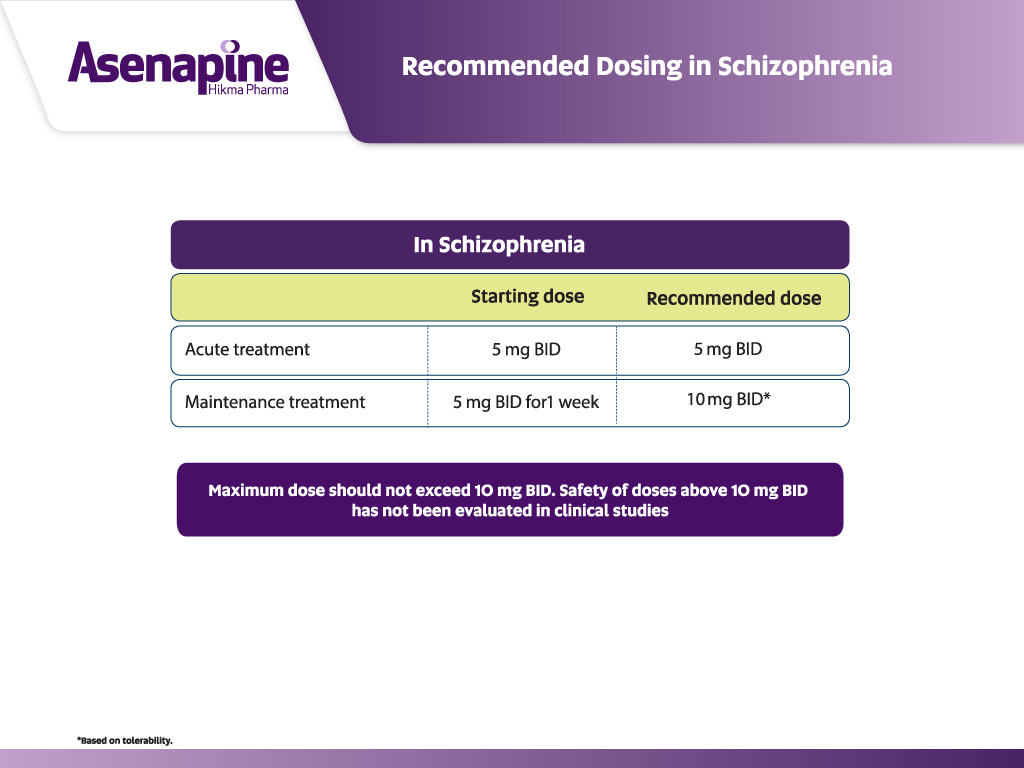 Asenapine
Hikma Pharma
Recommended Dosing in Schizophrenia
In Schizophrenia
Starting dose Recommended dose
Acute treatment 5 mg BID 5 mg BID
Maintenance treatment 5 mg BID for1 week 10 mg BID*
Maximum dose should not exceed 10 mg BID. Safety of doses above 10 mg BID
has not been evaluated in clinical studies
*Based on tolerability.